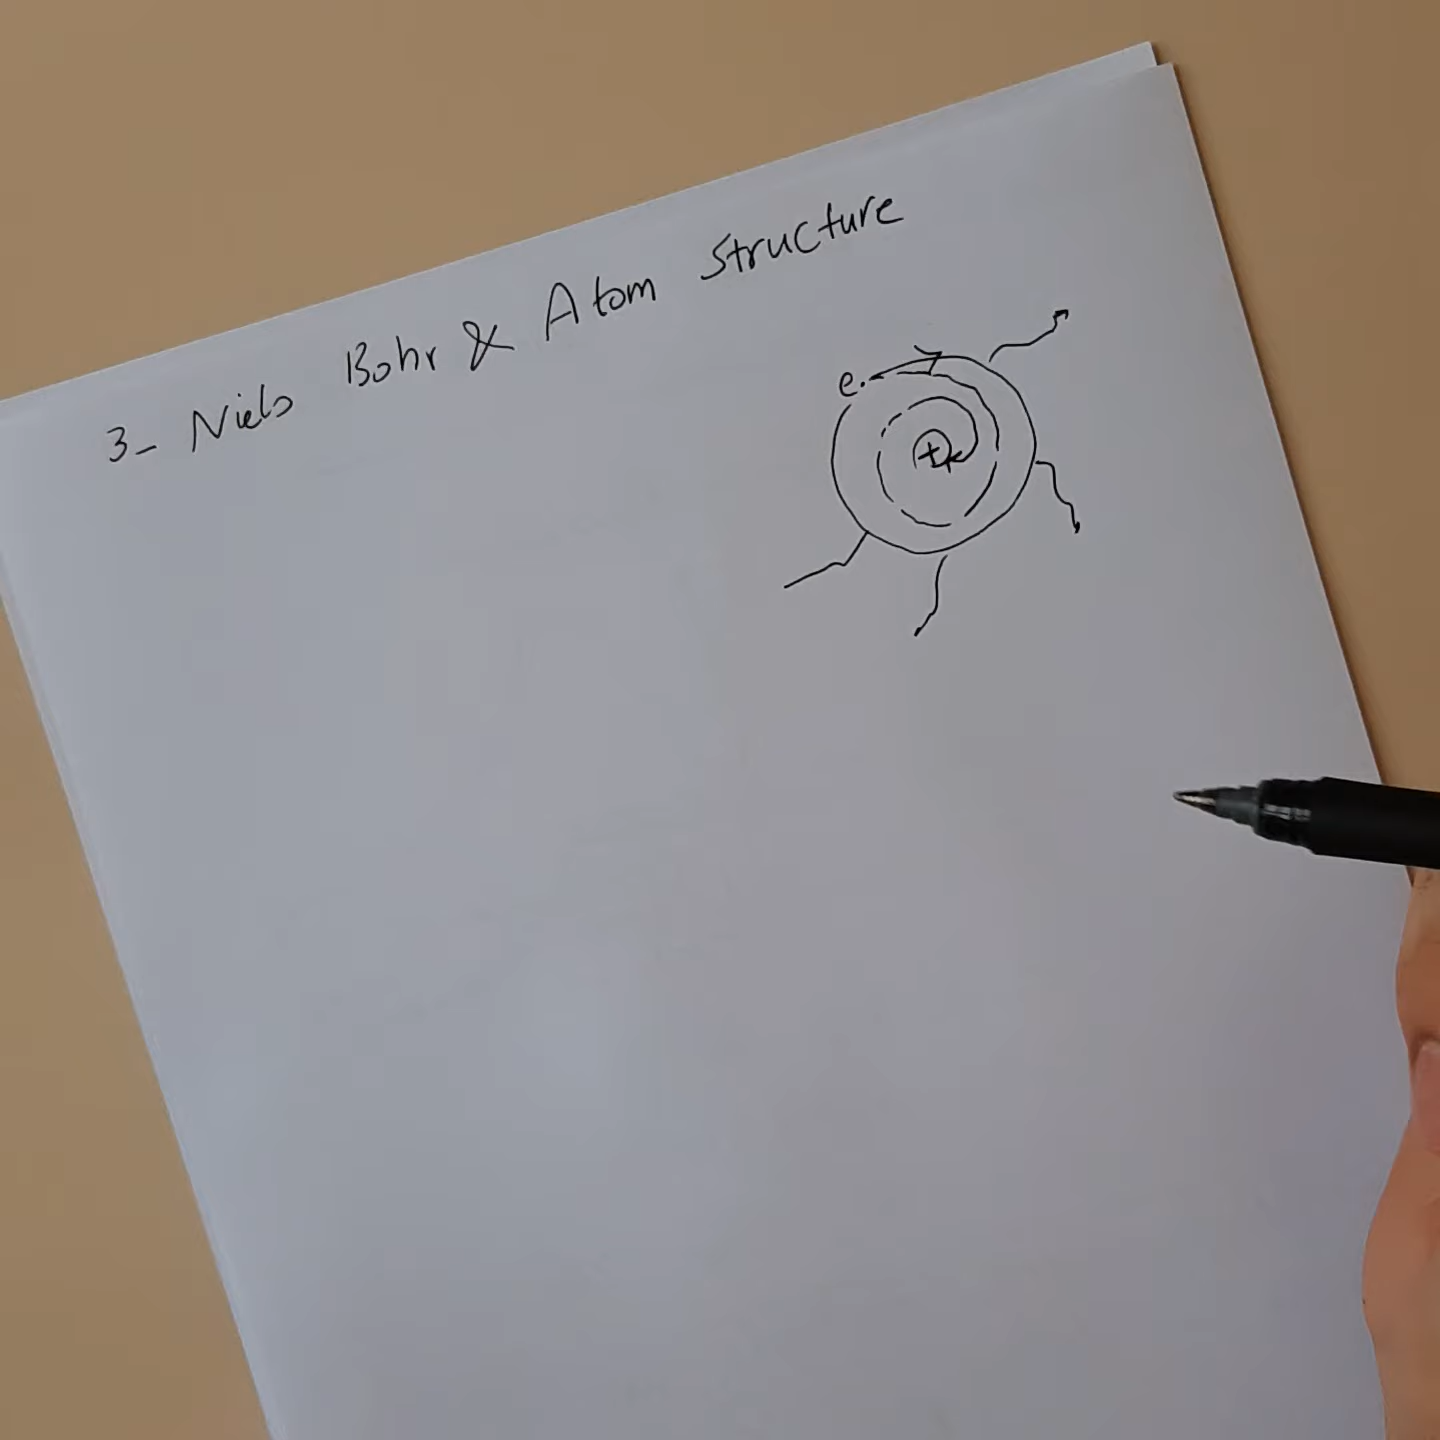 3- Niels Bohr & Atom Structure
e-
+